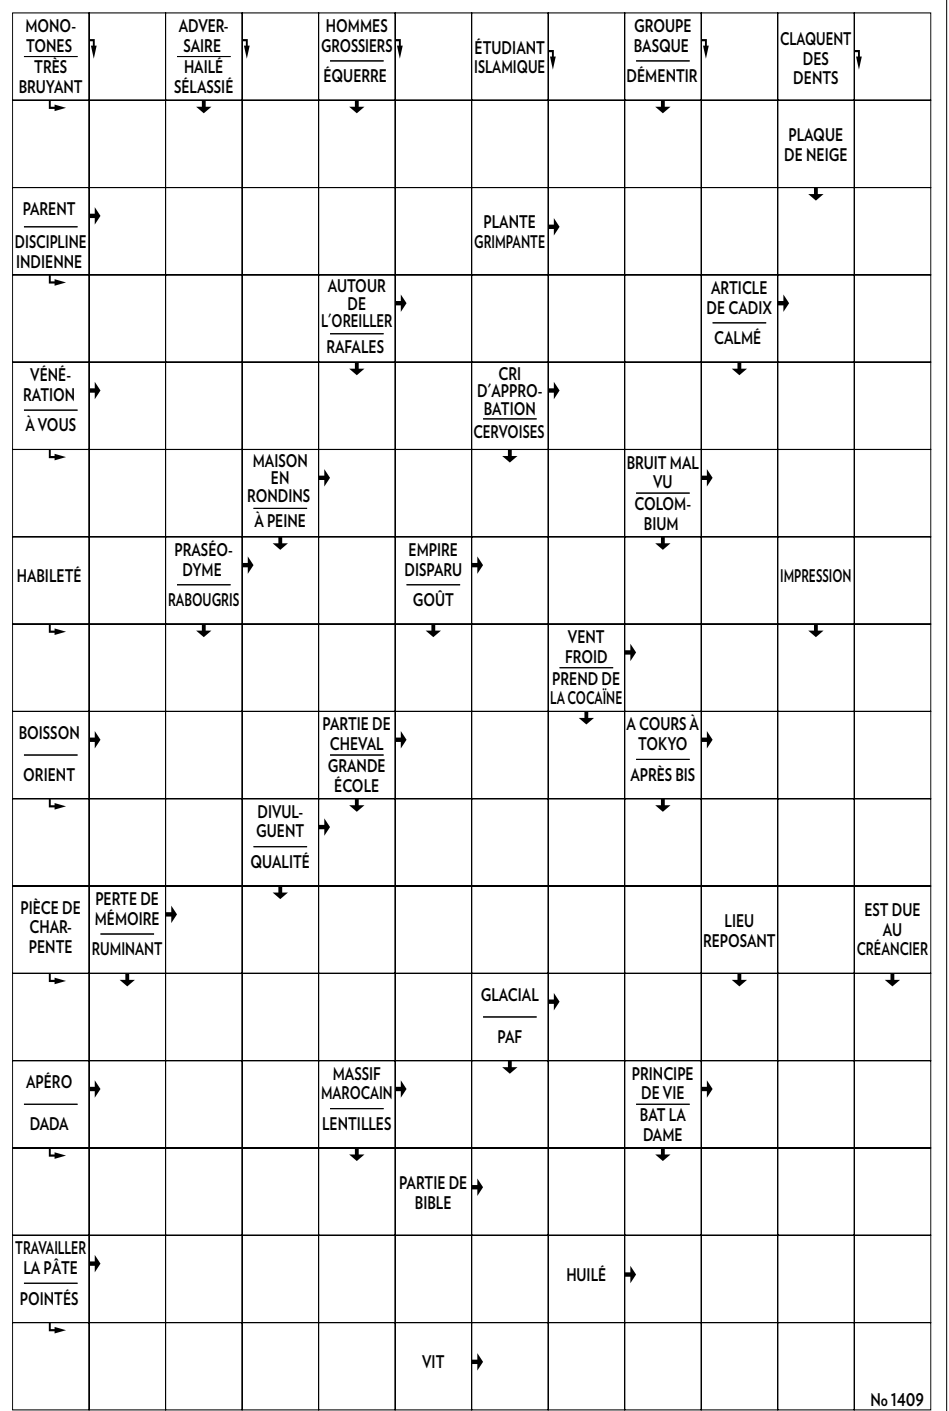 MONO-
TONES
TRÈS
BRUYANT
ADVER-
SAIRE
HAILÉ
SÉLASSIÉ
HOMMES
GROSSIERS
ÉQUERRE
ÉTUDIANT
ISLAMIQUE
GROUPE
BASQUE
DÉMENTIR
CLAQUENT
DES
DENTS
PLAQUE
DE NEIGE
PARENT
DISCIPLINE
INDIENNE
PLANTE
GRIMPANTE
AUTOUR
DE
L'OREILLER
RAFALES
ARTICLE
DE CADIX
CALMÉ
VÉNÉ-
RATION
À VOUS
CRI
D'APPRO-
BATION
CERVOISES
MAISON
EN
RONDINS
À PEINE
BRUIT MAL
VU
COLOM-
BIUM
HABILETÉ
PRASÉO-
DYME
RABOUGRIS
EMPIRE
DISPARU
GOÛT
IMPRESSION
VENT
FROID
PREND DE
LA COCAÏNE
BOISSON
ORIENT
PARTIE DE
CHEVAL
GRANDE
ÉCOLE
A COURS À
TOKYO
APRÈS BIS
DIVUL-
GUENT
QUALITÉ
PIÈCE DE
CHAR-
PENTE
PERTE DE
MÉMOIRE
RUMINANT
LIEU
REPOSANT
EST DUE
AU
CRÉANCIER
GLACIAL
PAF
APÉRO
DADA
MASSIF
MAROCAIN
LENTILLES
PRINCIPE
DE VIE
BAT LA
DAME
PARTIE DE
BIBLE
TRAVAILLER
LA PÂTE
POINTÉS
HUILÉ
VIT
No 1409